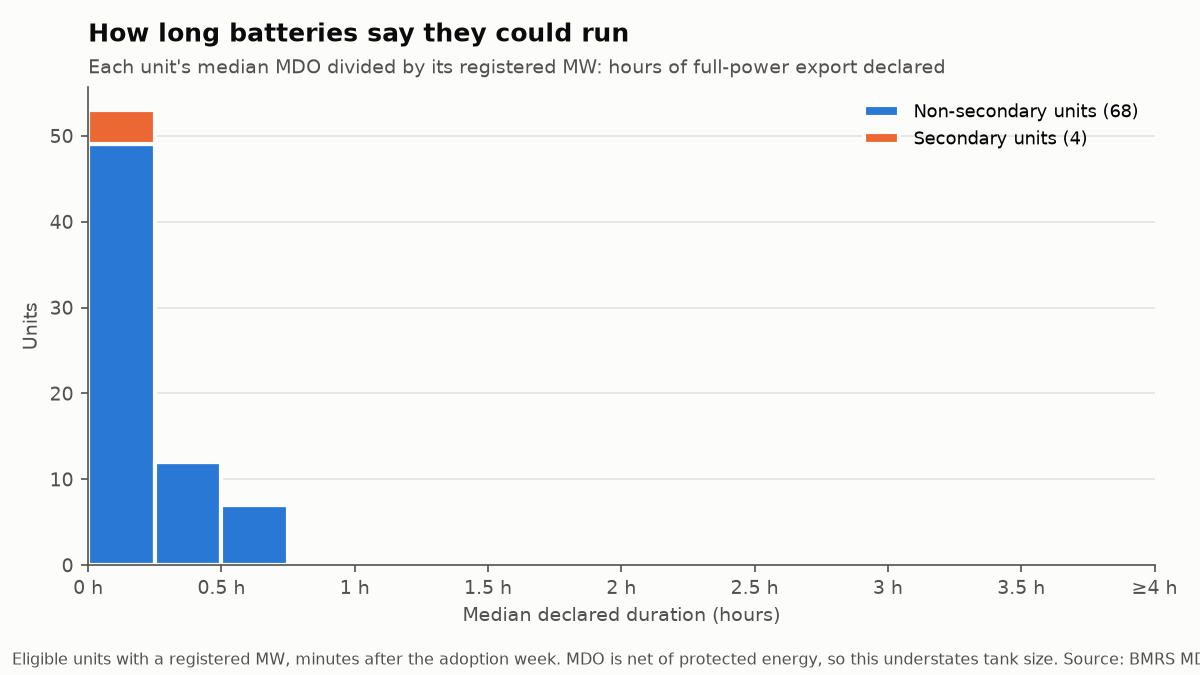 How long batteries say they could run
Each unit's median MDO divided by its registered MW: hours of full-power export declared
Non-secondary units (68)
Secondary units (4)
50
40
30
20
10
0
Units
0 h
0.5 h
1 h
1.5 h
2 h
2.5 h
3 h
3.5 h
≥4 h
Median declared duration (hours)
Eligible units with a registered MW, minutes after the adoption week. MDO is net of protected energy, so this understates tank size. Source: BMRS